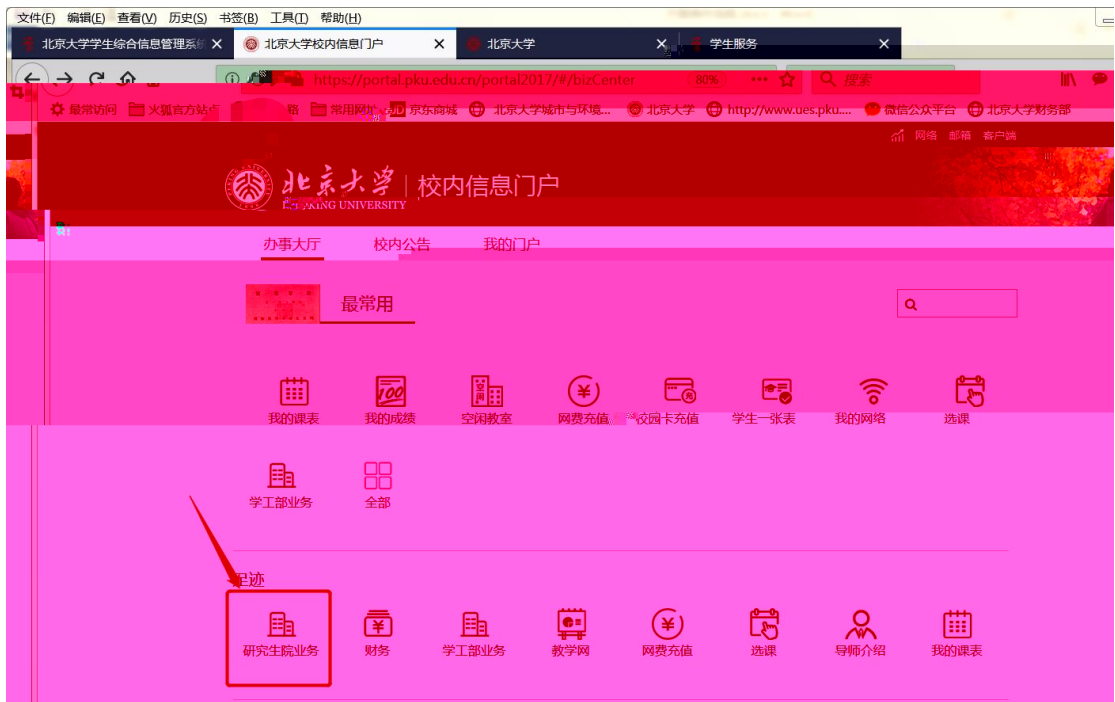 文件(F) 编辑(E) 查看(V) 历史(S) 书签(B) 工具(T) 帮助(H)
北京大学学生综合信息管理系统 北京大学校内信息门户 北京大学 学生服务
https://portal.pku.edu.cn/portal2017/#/bizCenter 80% 搜索
最常访问 火狐官方站点 常用网址 JD 京东商城 北京大学城市与环境... 北京大学 http://www.ues.pku.... 微信公众平台 北京大学财务部
网络 邮箱 客户端
北京大学 校内信息门户
PEKING UNIVERSITY
办事大厅 校内公告 我的门户
最常用
我的课表 我的成绩 空闲教室 网费充值 校园卡充值 学生一张表 我的网络 选课
学工部业务 全部
足迹
研究生院业务 财务 学工部业务 教学网 网费充值 选课 导师介绍 我的课表